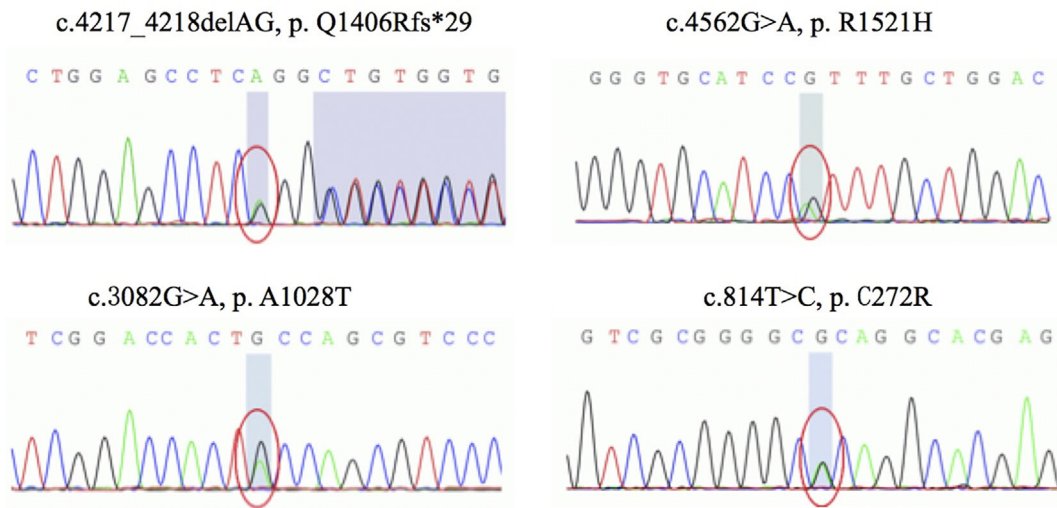 c.4217_4218delAG, p. Q1406Rfs*29
C T G G A G C C T C A G G C T G T G G T G
c.4562G>A, p. R1521H
G G G T G C A T C C G T T T G C T G G A C
c.3082G>A, p. A1028T
T C G G A C C A C T G C C A G C G T C C C
c.814T>C, p. C272R
G T C G C G G G G C G C A G G C A C G A G